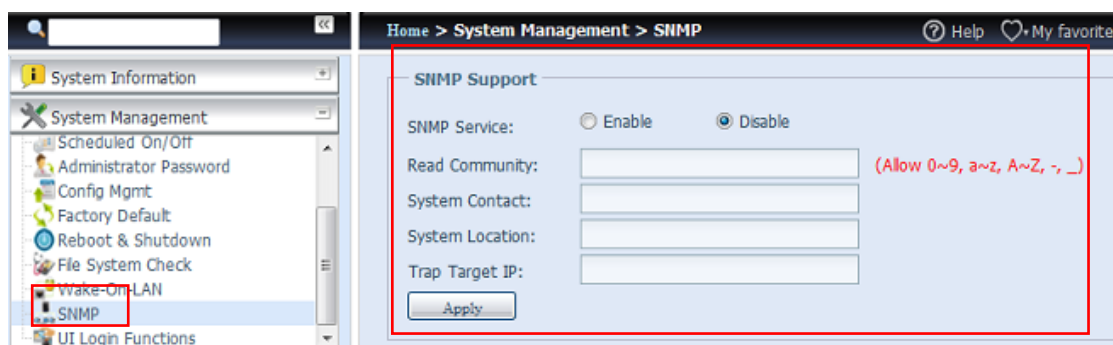 Home > System Management > SNMP
Help
My favorite
System Information
System Management
Scheduled On/Off
Administrator Password
Config Mgmt
Factory Default
Reboot & Shutdown
File System Check
Wake-On-LAN
SNMP
UI Login Functions
SNMP Support
SNMP Service: Enable Disable
Read Community: (Allow 0~9, a~z, A~Z, -, _)
System Contact:
System Location:
Trap Target IP:
Apply